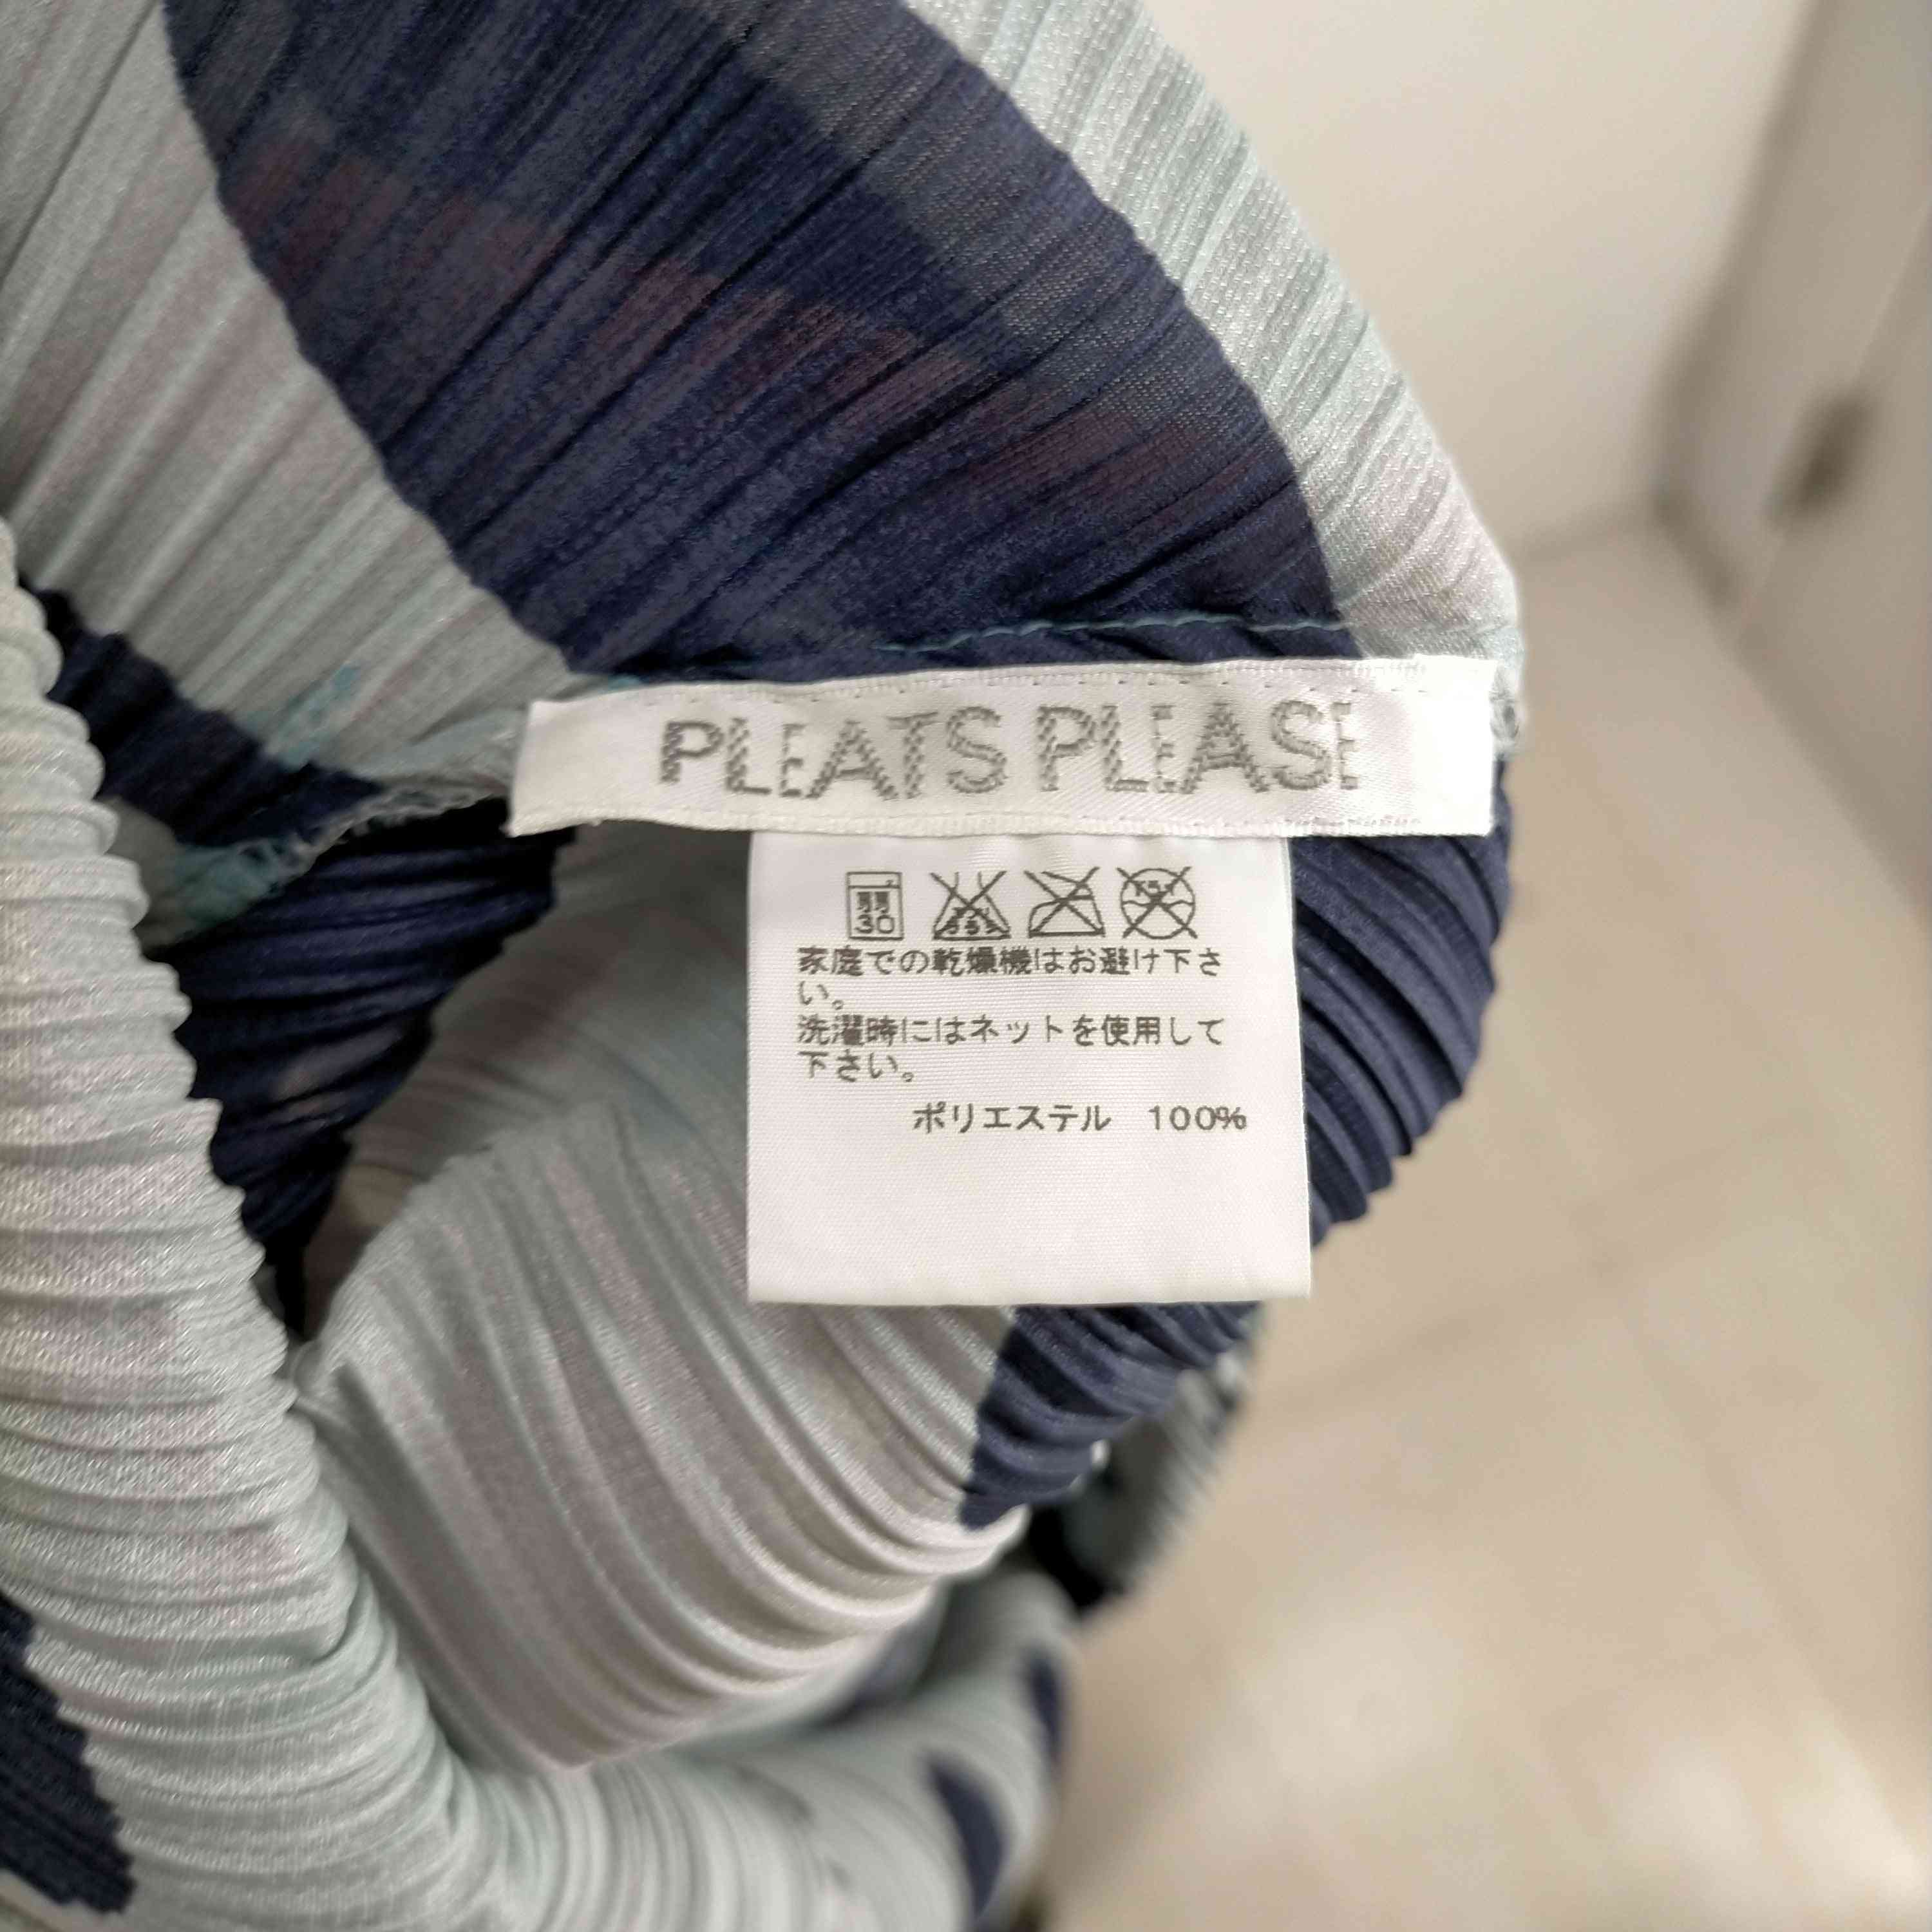 PLEATS PLEASE
弱
30
家庭での乾燥機はお避け下さ
い。
洗濯時にはネットを使用して
下さい。
ポリエステル 100%